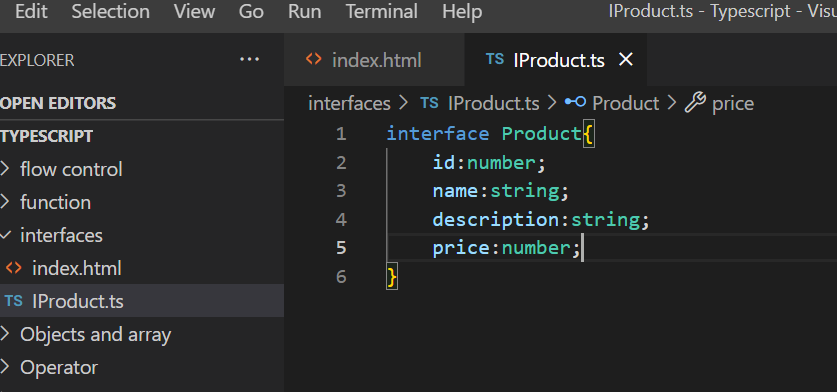 Edit Selection View Go Run Terminal Help IProduct.ts - Typescript - Visu
EXPLORER ...
<> index.html TS IProduct.ts ×
OPEN EDITORS
TYPESCRIPT
> flow control
> function
interfaces
<> index.html
TS IProduct.ts
> Objects and array
> Operator
interfaces > TS IProduct.ts > Product > price
1 interface Product{
2 id:number;
3 name:string;
4 description:string;
5 price:number;
6 }